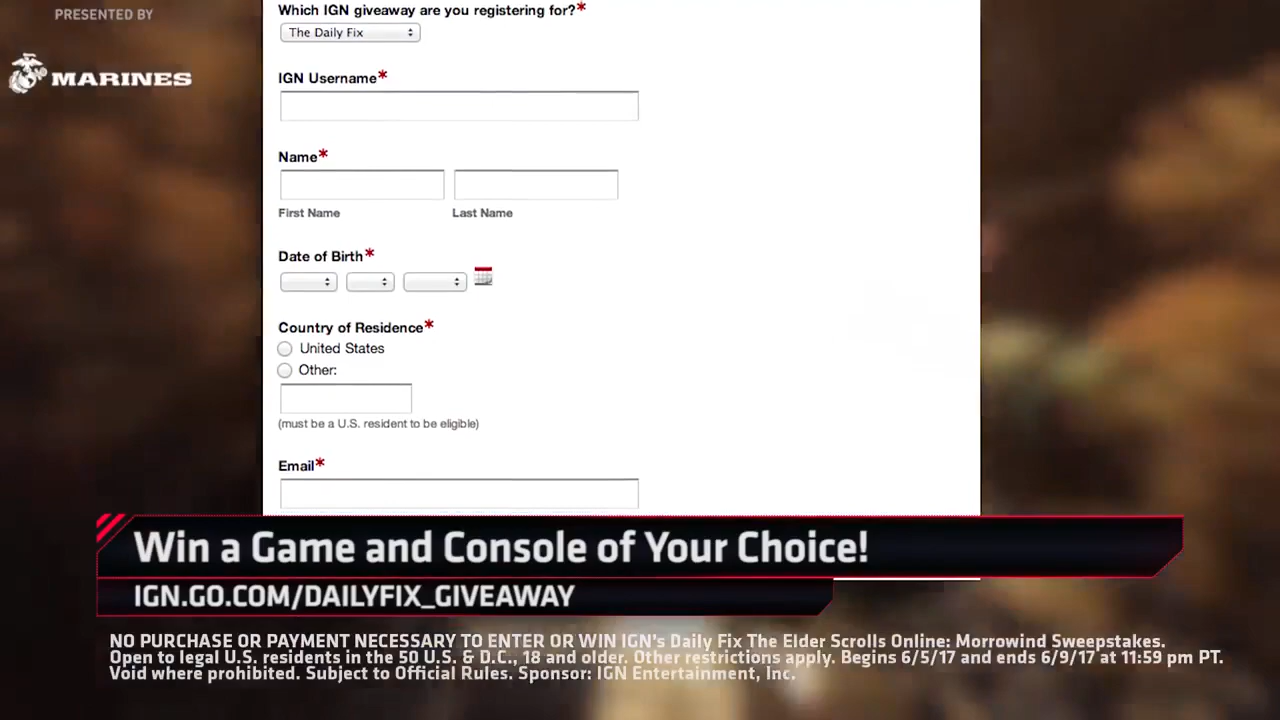 PRESENTED BY
MARINES
Which IGN giveaway are you registering for?*
The Daily Fix
IGN Username*
Name*
First Name Last Name
Date of Birth*
Country of Residence*
United States
Other:
(must be a U.S. resident to be eligible)
Email*
Win a Game and Console of Your Choice!
IGN.GO.COM/DAILYFIX_GIVEAWAY
NO PURCHASE OR PAYMENT NECESSARY TO ENTER OR WIN IGN's Daily Fix The Elder Scrolls Online: Morrowind Sweepstakes.
Open to legal U.S. residents in the 50 U.S. & D.C., 18 and older. Other restrictions apply. Begins 6/5/17 and ends 6/9/17 at 11:59 pm PT.
Void where prohibited. Subject to Official Rules. Sponsor: IGN Entertainment, Inc.